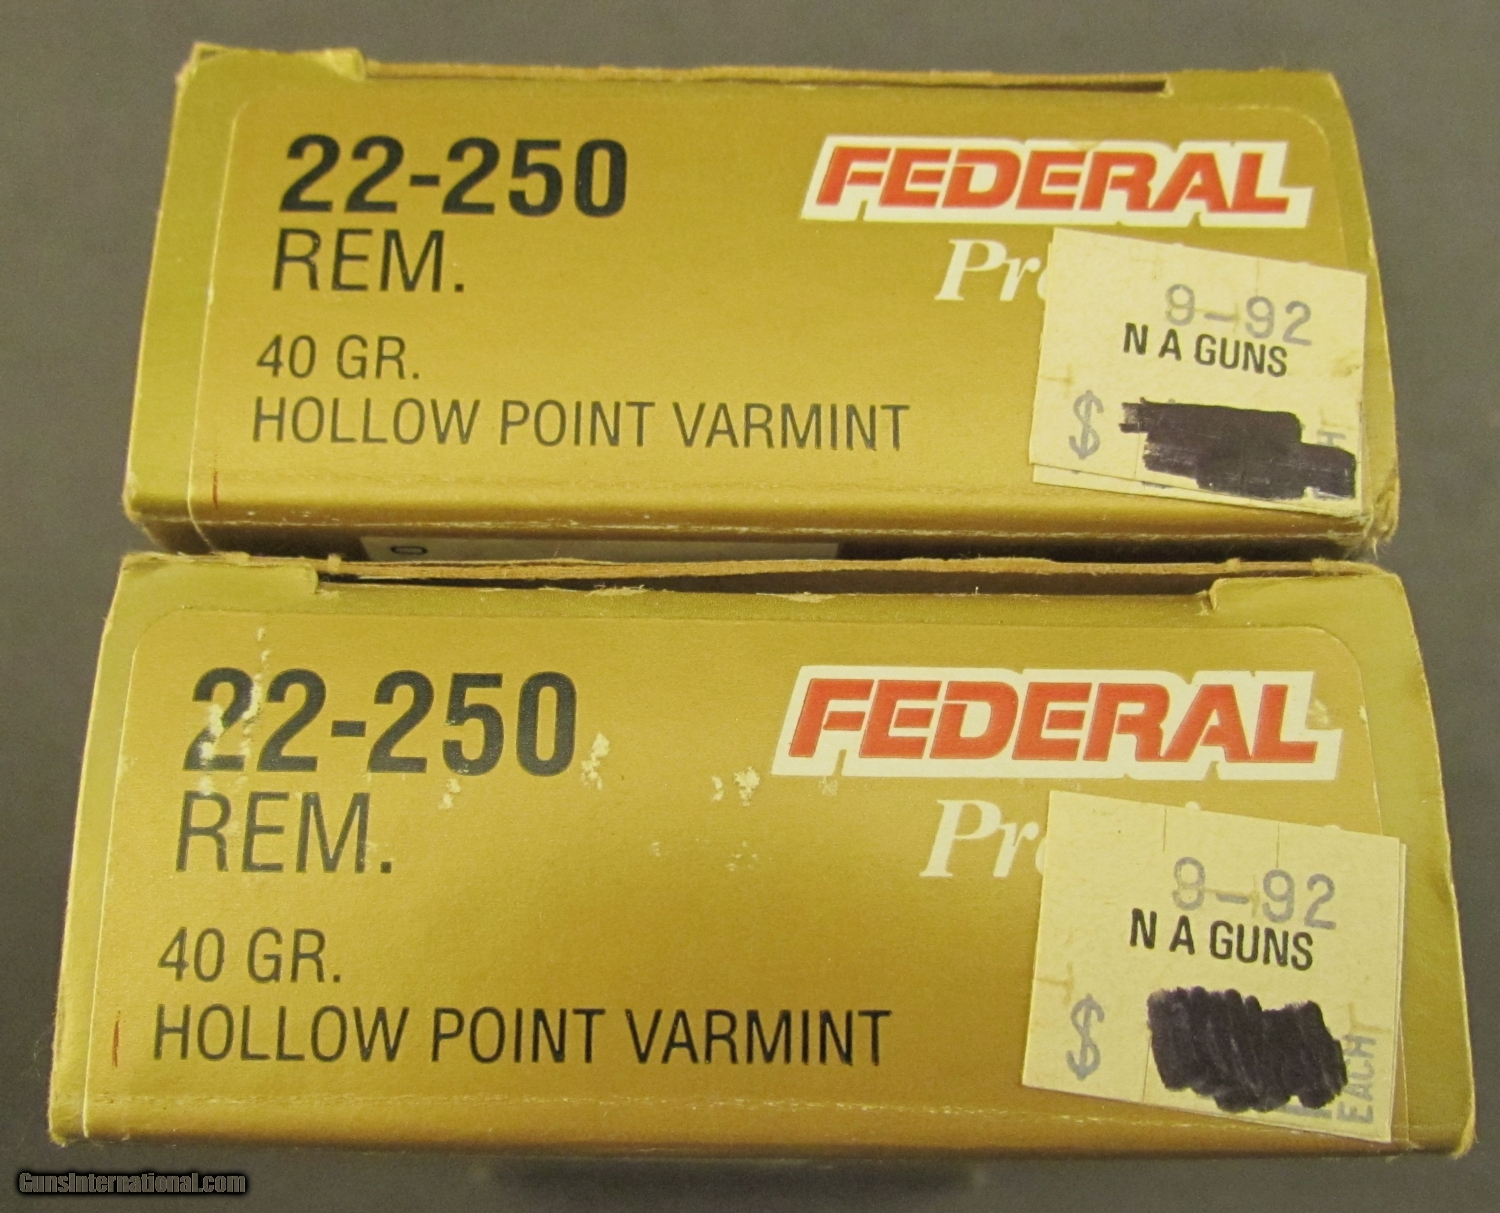 22-250
REM.
40 GR.
HOLLOW POINT VARMINT
FEDERAL
9-92
N A GUNS
$
22-250
REM.
40 GR.
HOLLOW POINT VARMINT
FEDERAL
9-92
N A GUNS
$
EACH
GunsInternational.com